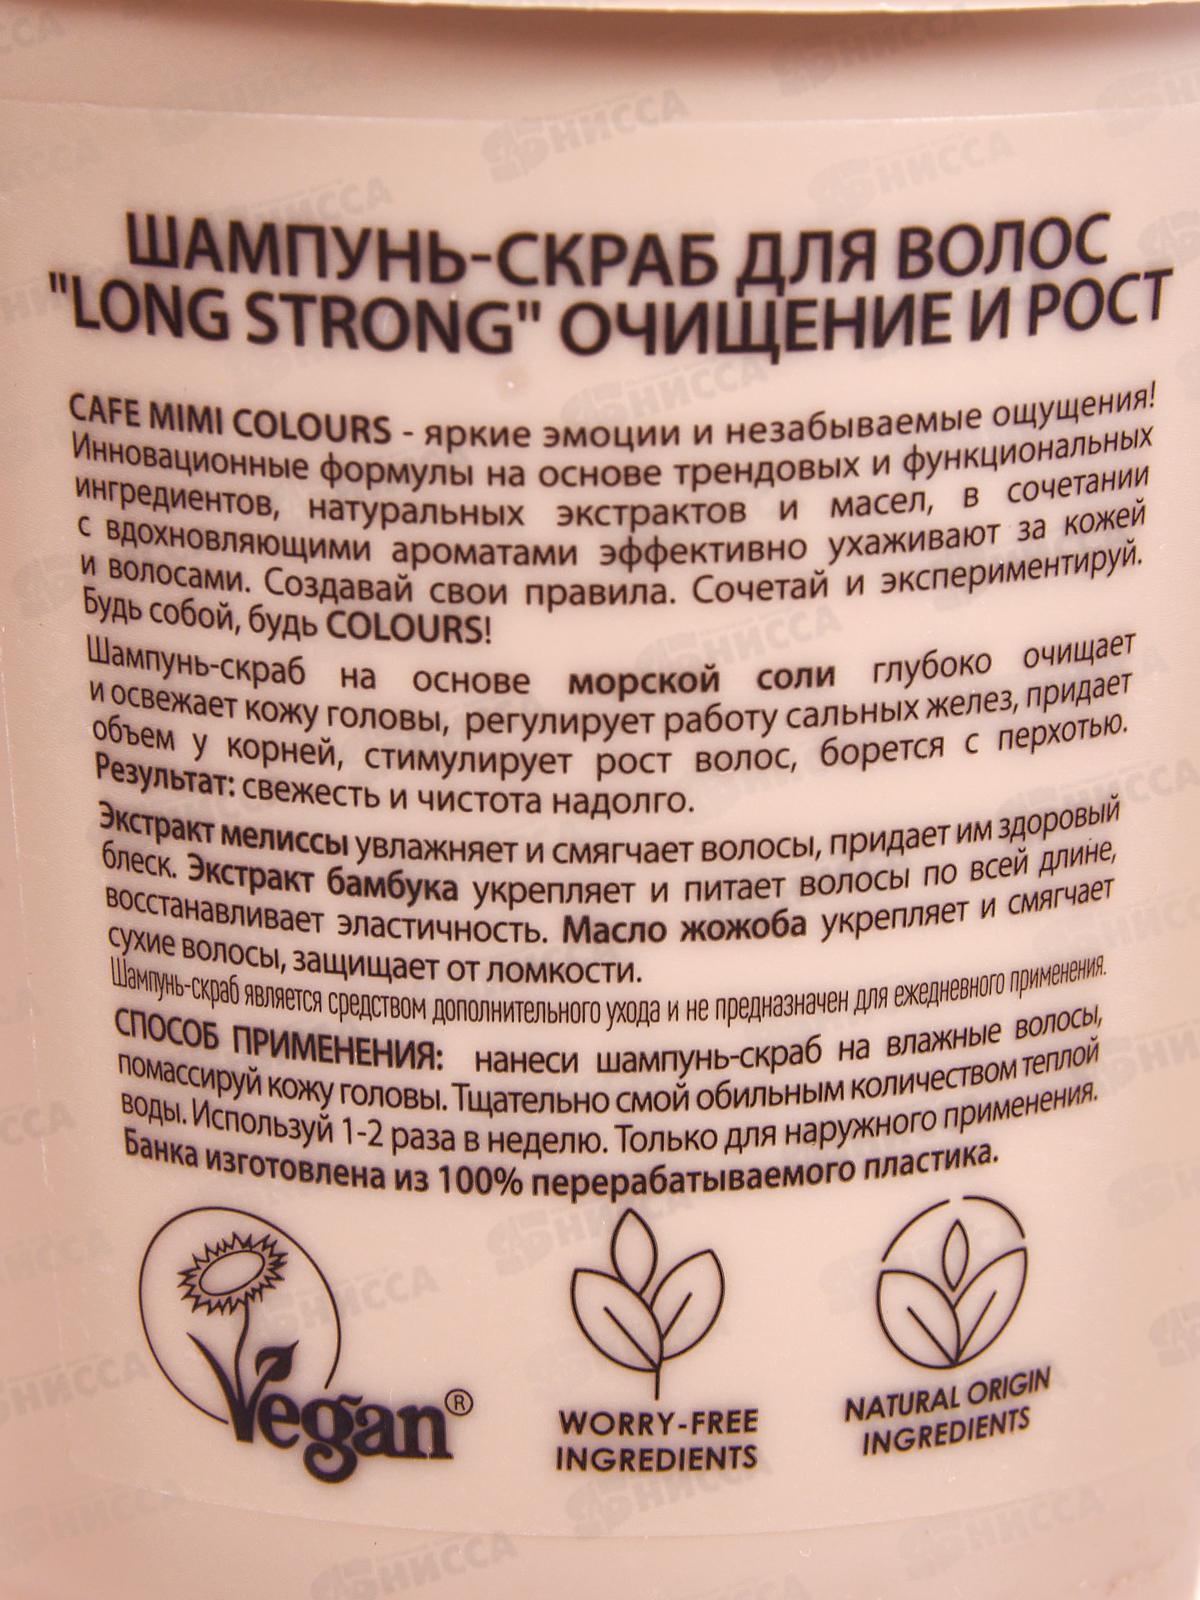 ШАМПУНЬ-СКРАБ ДЛЯ ВОЛОС
"LONG STRONG" ОЧИЩЕНИЕ И РОСТ
CAFE MIMI COLOURS - яркие эмоции и незабываемые ощущения!
Инновационные формулы на основе трендовых и функциональных
ингредиентов, натуральных экстрактов и масел, в сочетании
с вдохновляющими ароматами эффективно ухаживают за кожей
и волосами. Создавай свои правила. Сочетай и экспериментируй.
Будь собой, будь COLOURS!
Шампунь-скраб на основе морской соли глубоко очищает
и освежает кожу головы, регулирует работу сальных желез, придает
объем у корней, стимулирует рост волос, борется с перхотью.
Результат: свежесть и чистота надолго.
Экстракт мелиссы увлажняет и смягчает волосы, придает им здоровый
блеск. Экстракт бамбука укрепляет и питает волосы по всей длине,
восстанавливает эластичность. Масло жожоба укрепляет и смягчает
сухие волосы, защищает от ломкости.
Шампунь-скраб является средством дополнительного ухода и не предназначен для ежедневного применения.
СПОСОБ ПРИМЕНЕНИЯ: нанеси шампунь-скраб на влажные волосы,
помассируй кожу головы. Тщательно смой обильным количеством теплой
воды. Используй 1-2 раза в неделю. Только для наружного применения.
Банка изготовлена из 100% перерабатываемого пластика.
Vegan®
WORRY-FREE
INGREDIENTS
NATURAL ORIGIN
INGREDIENTS